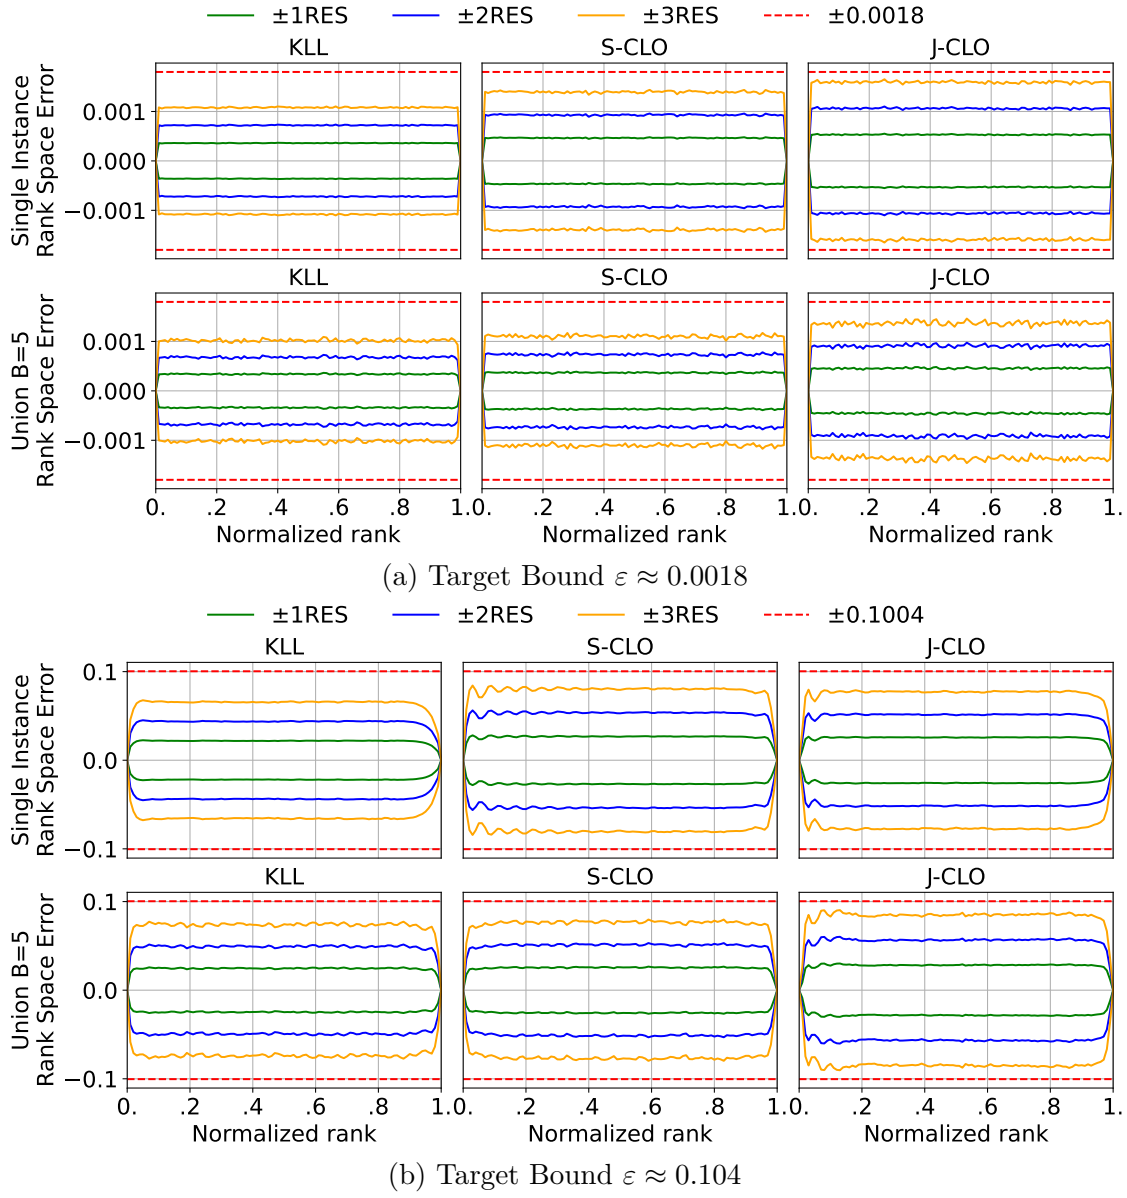 ±1RES ±2RES ±3RES ±0.0018
KLL S-CLO J-CLO
Single Instance
Rank Space Error
0.001
0.000
−0.001
KLL S-CLO J-CLO
Union B=5
Rank Space Error
0.001
0.000
−0.001
0. .2 .4 .6 .8 1.0. .2 .4 .6 .8 1.0. .2 .4 .6 .8 1.
Normalized rank Normalized rank Normalized rank
(a) Target Bound ε ≈ 0.0018
±1RES ±2RES ±3RES ±0.1004
KLL S-CLO J-CLO
Single Instance
Rank Space Error
0.1
0.0
−0.1
KLL S-CLO J-CLO
Union B=5
Rank Space Error
0.1
0.0
−0.1
0. .2 .4 .6 .8 1.0. .2 .4 .6 .8 1.0. .2 .4 .6 .8 1.
Normalized rank Normalized rank Normalized rank
(b) Target Bound ε ≈ 0.104